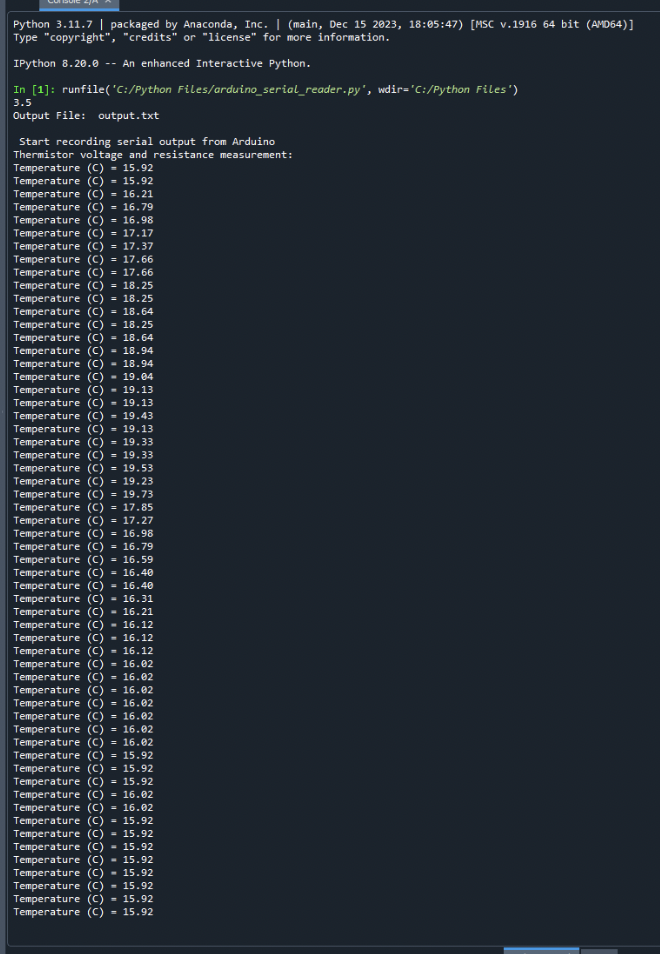 Console 2/A ×
Python 3.11.7 | packaged by Anaconda, Inc. | (main, Dec 15 2023, 18:05:47) [MSC v.1916 64 bit (AMD64)]
Type "copyright", "credits" or "license" for more information.
IPython 8.20.0 -- An enhanced Interactive Python.
In [1]: runfile('C:/Python Files/arduino_serial_reader.py', wdir='C:/Python Files')
3.5
Output File:  output.txt
Start recording serial output from Arduino
Thermistor voltage and resistance measurement:
Temperature (C) = 15.92
Temperature (C) = 15.92
Temperature (C) = 16.21
Temperature (C) = 16.79
Temperature (C) = 16.98
Temperature (C) = 17.17
Temperature (C) = 17.37
Temperature (C) = 17.66
Temperature (C) = 17.66
Temperature (C) = 18.25
Temperature (C) = 18.25
Temperature (C) = 18.64
Temperature (C) = 18.25
Temperature (C) = 18.64
Temperature (C) = 18.94
Temperature (C) = 18.94
Temperature (C) = 19.04
Temperature (C) = 19.13
Temperature (C) = 19.13
Temperature (C) = 19.43
Temperature (C) = 19.13
Temperature (C) = 19.33
Temperature (C) = 19.33
Temperature (C) = 19.53
Temperature (C) = 19.23
Temperature (C) = 19.73
Temperature (C) = 17.85
Temperature (C) = 17.27
Temperature (C) = 16.98
Temperature (C) = 16.79
Temperature (C) = 16.59
Temperature (C) = 16.40
Temperature (C) = 16.40
Temperature (C) = 16.31
Temperature (C) = 16.21
Temperature (C) = 16.12
Temperature (C) = 16.12
Temperature (C) = 16.12
Temperature (C) = 16.02
Temperature (C) = 16.02
Temperature (C) = 16.02
Temperature (C) = 16.02
Temperature (C) = 16.02
Temperature (C) = 16.02
Temperature (C) = 16.02
Temperature (C) = 15.92
Temperature (C) = 15.92
Temperature (C) = 15.92
Temperature (C) = 16.02
Temperature (C) = 16.02
Temperature (C) = 15.92
Temperature (C) = 15.92
Temperature (C) = 15.92
Temperature (C) = 15.92
Temperature (C) = 15.92
Temperature (C) = 15.92
Temperature (C) = 15.92
Temperature (C) = 15.92